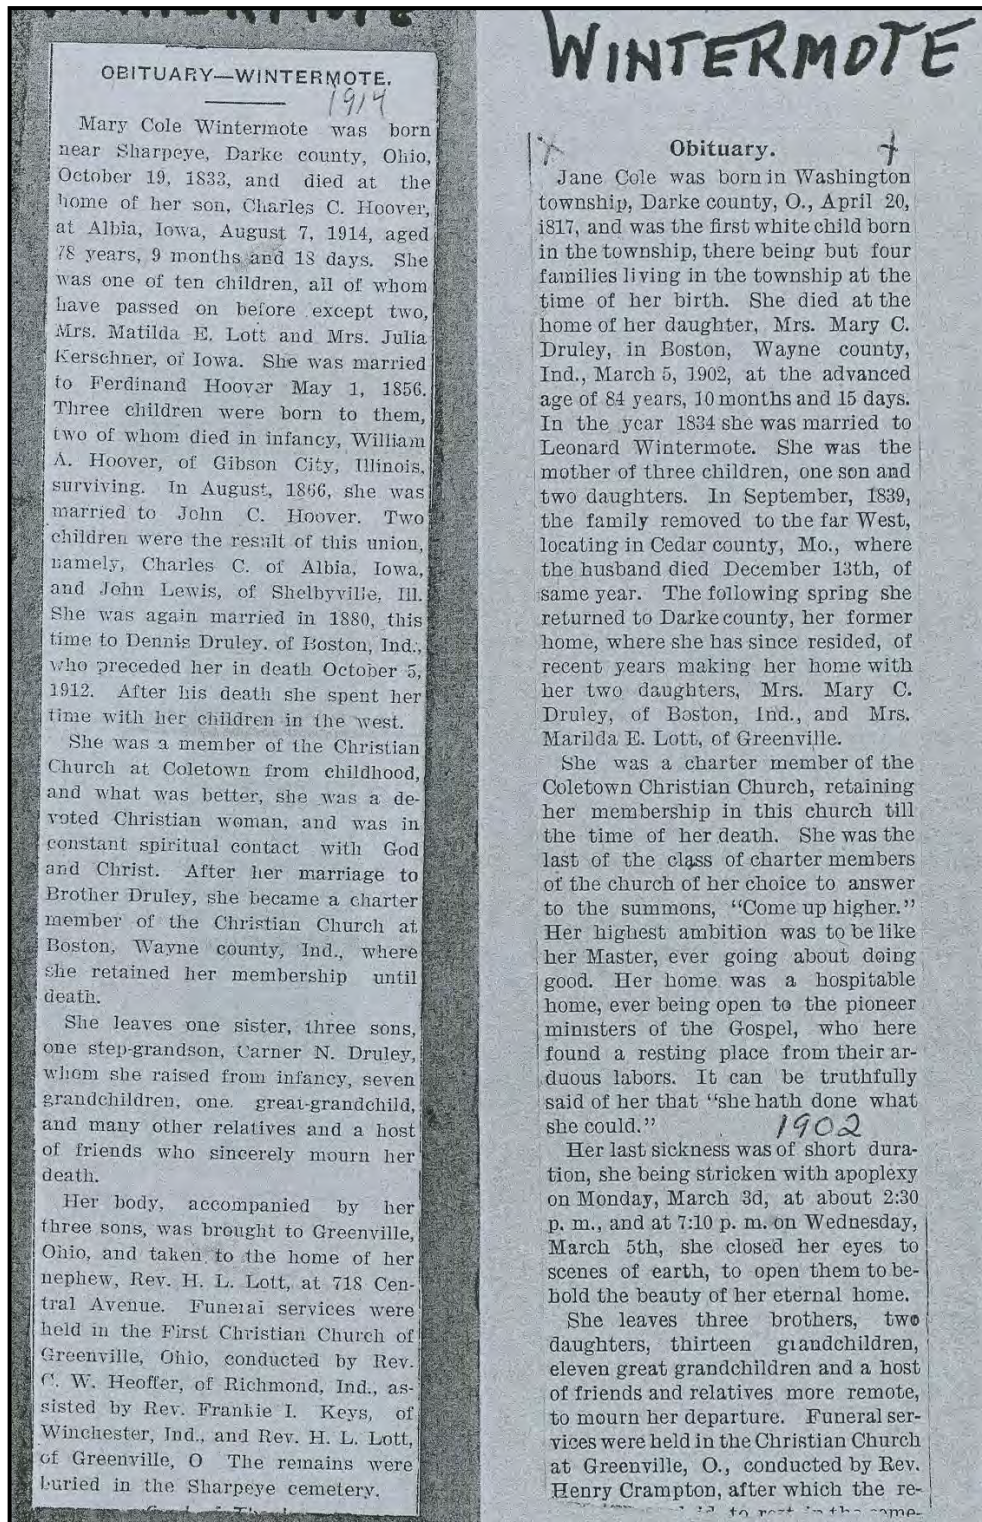 OBITUARY—WINTERMOTE.
1914
Mary Cole Wintermote was born
near Sharpeye, Darke county, Ohio,
October 19, 1833, and died at the
home of her son, Charles C. Hoover,
at Albia, Iowa, August 7, 1914, aged
78 years, 9 months and 18 days. She
was one of ten children, all of whom
have passed on before except two,
Mrs. Matilda E. Lott and Mrs. Julia
Kerschner, of Iowa. She was married
to Ferdinand Hoover May 1, 1856.
Three children were born to them,
two of whom died in infancy, William
A. Hoover, of Gibson City, Illinois,
surviving. In August, 1866, she was
married to John C. Hoover. Two
children were the result of this union,
namely, Charles C. of Albia, Iowa,
and John Lewis, of Shelbyville, Ill.
She was again married in 1880, this
time to Dennis Druley, of Boston, Ind.,
who preceded her in death October 5,
1912. After his death she spent her
time with her children in the west.
She was a member of the Christian
Church at Coletown from childhood,
and what was better, she was a de-
voted Christian woman, and was in
constant spiritual contact with God
and Christ. After her marriage to
Brother Druley, she became a charter
member of the Christian Church at
Boston, Wayne county, Ind., where
she retained her membership until
death.
She leaves one sister, three sons,
one step-grandson, Carner N. Druley,
whom she raised from infancy, seven
grandchildren, one great-grandchild,
and many other relatives and a host
of friends who sincerely mourn her
death.
Her body, accompanied by her
three sons, was brought to Greenville,
Ohio, and taken to the home of her
nephew, Rev. H. L. Lott, at 718 Cen-
tral Avenue. Funeral services were
held in the First Christian Church of
Greenville, Ohio, conducted by Rev.
C. W. Heoffer, of Richmond, Ind., as-
sisted by Rev. Frankie I. Keys, of
Winchester, Ind., and Rev. H. L. Lott,
of Greenville, O The remains were
buried in the Sharpeye cemetery.
WINTERMOTE
Obituary.
Jane Cole was born in Washington
township, Darke county, O., April 20,
i817, and was the first white child born
in the township, there being but four
families living in the township at the
time of her birth. She died at the
home of her daughter, Mrs. Mary C.
Druley, in Boston, Wayne county,
Ind., March 5, 1902, at the advanced
age of 84 years, 10 months and 15 days.
In the year 1834 she was married to
Leonard Wintermote. She was the
mother of three children, one son and
two daughters. In September, 1839,
the family removed to the far West,
locating in Cedar county, Mo., where
the husband died December 13th, of
same year. The following spring she
returned to Darke county, her former
home, where she has since resided, of
recent years making her home with
her two daughters, Mrs. Mary C.
Druley, of Boston, Ind., and Mrs.
Marilda E. Lott, of Greenville.
She was a charter member of the
Coletown Christian Church, retaining
her membership in this church till
the time of her death. She was the
last of the class of charter members
of the church of her choice to answer
to the summons, "Come up higher."
Her highest ambition was to be like
her Master, ever going about doing
good. Her home was a hospitable
home, ever being open to the pioneer
ministers of the Gospel, who here
found a resting place from their ar-
duous labors. It can be truthfully
said of her that "she hath done what
she could." 1902
Her last sickness was of short dura-
tion, she being stricken with apoplexy
on Monday, March 3d, at about 2:30
p. m., and at 7:10 p. m. on Wednesday,
March 5th, she closed her eyes to
scenes of earth, to open them to be-
hold the beauty of her eternal home.
She leaves three brothers, two
daughters, thirteen grandchildren,
eleven great grandchildren and a host
of friends and relatives more remote,
to mourn her departure. Funeral ser-
vices were held in the Christian Church
at Greenville, O., conducted by Rev.
Henry Crampton, after which the re-
to rest in the